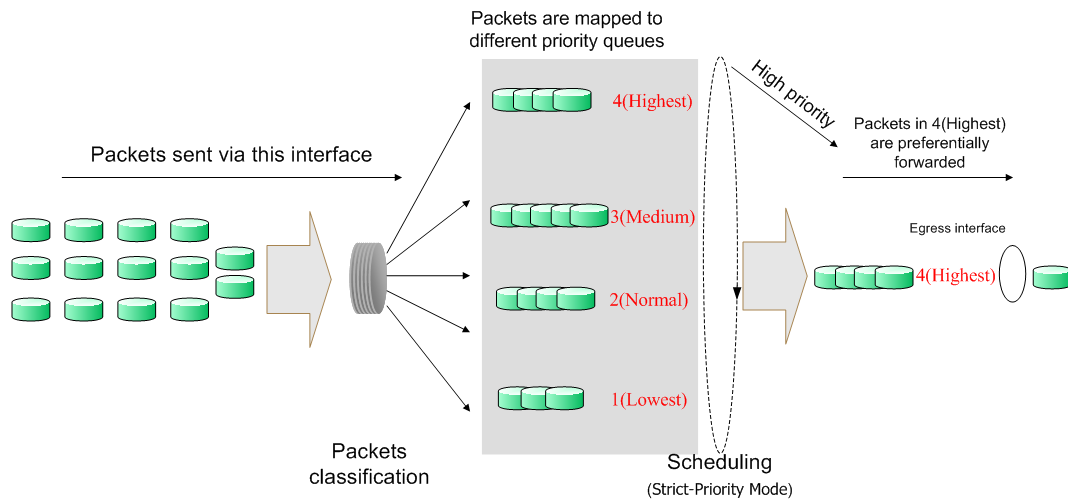 Packets are mapped to
different priority queues
Packets sent via this interface
4(Highest)
3(Medium)
2(Normal)
1(Lowest)
High priority
Packets in 4(Highest)
are preferentially
forwarded
Egress interface
4(Highest)
Packets
classification
Scheduling
(Strict-Priority Mode)